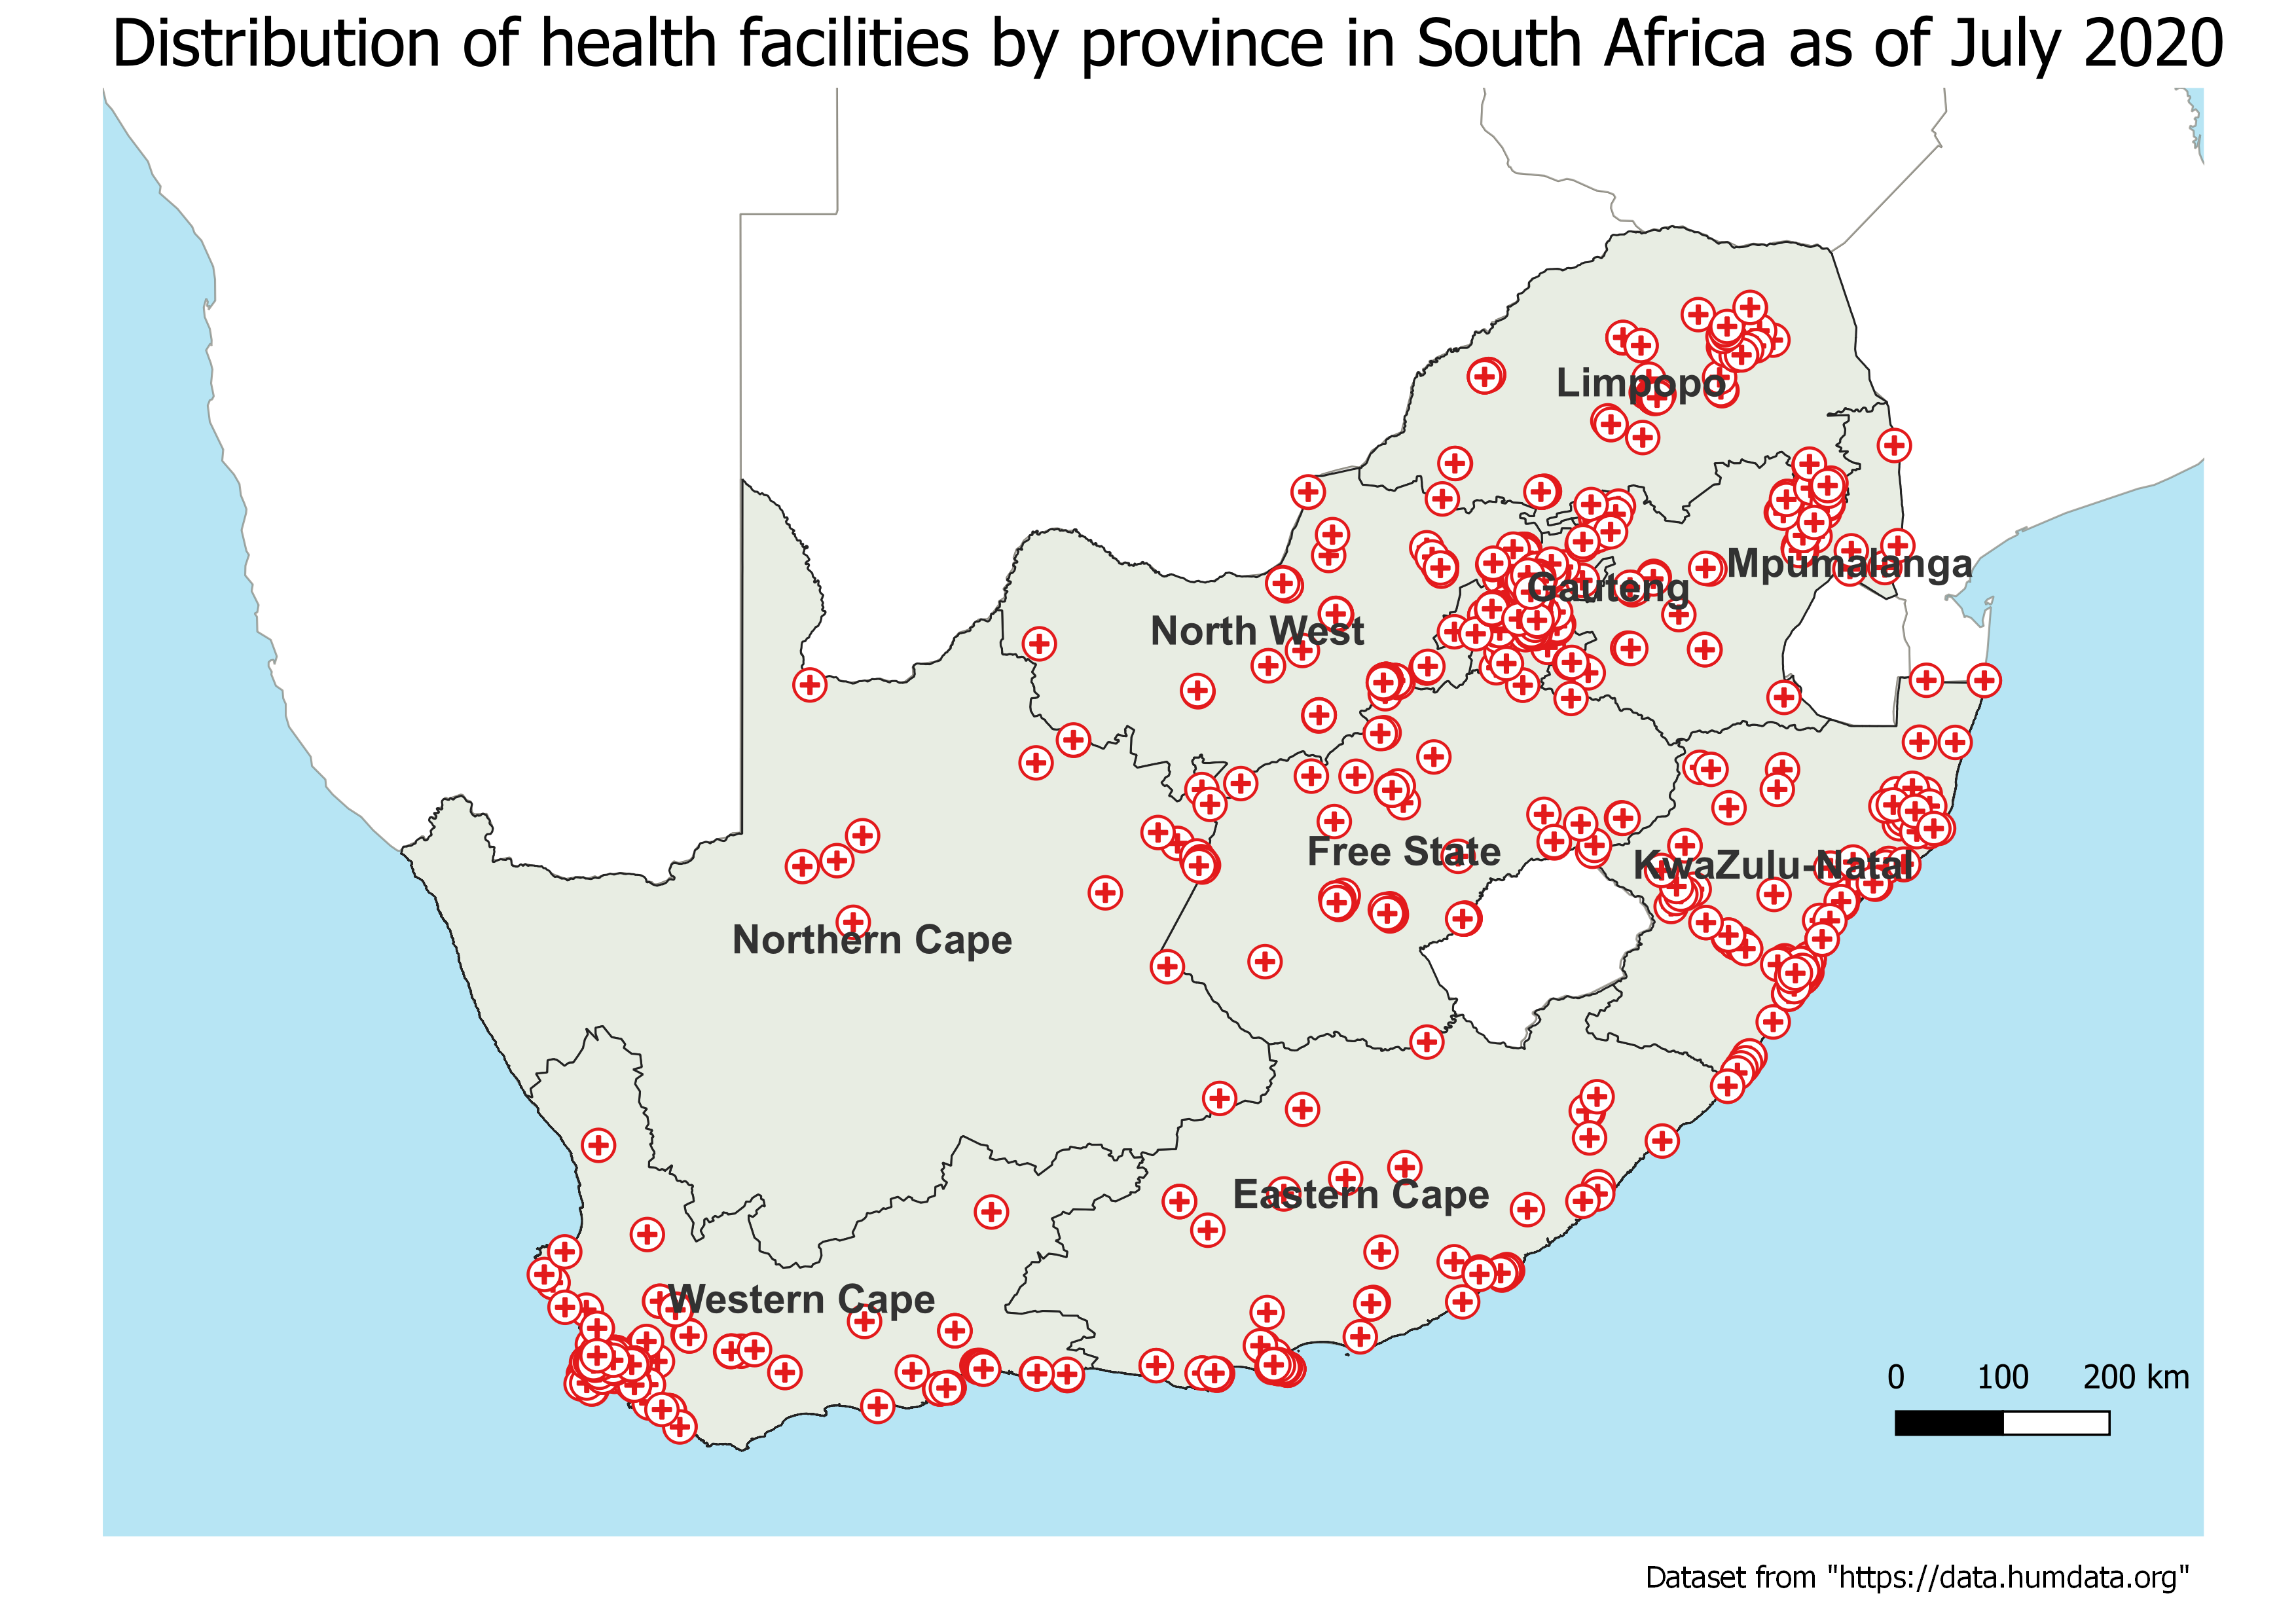 Distribution of health facilities by province in South Africa as of July 2020
Limpopo
Mpumalanga
Gauteng
North West
Free State
KwaZulu-Natal
Northern Cape
Eastern Cape
Western Cape
0 100 200 km
Dataset from "https://data.humdata.org"